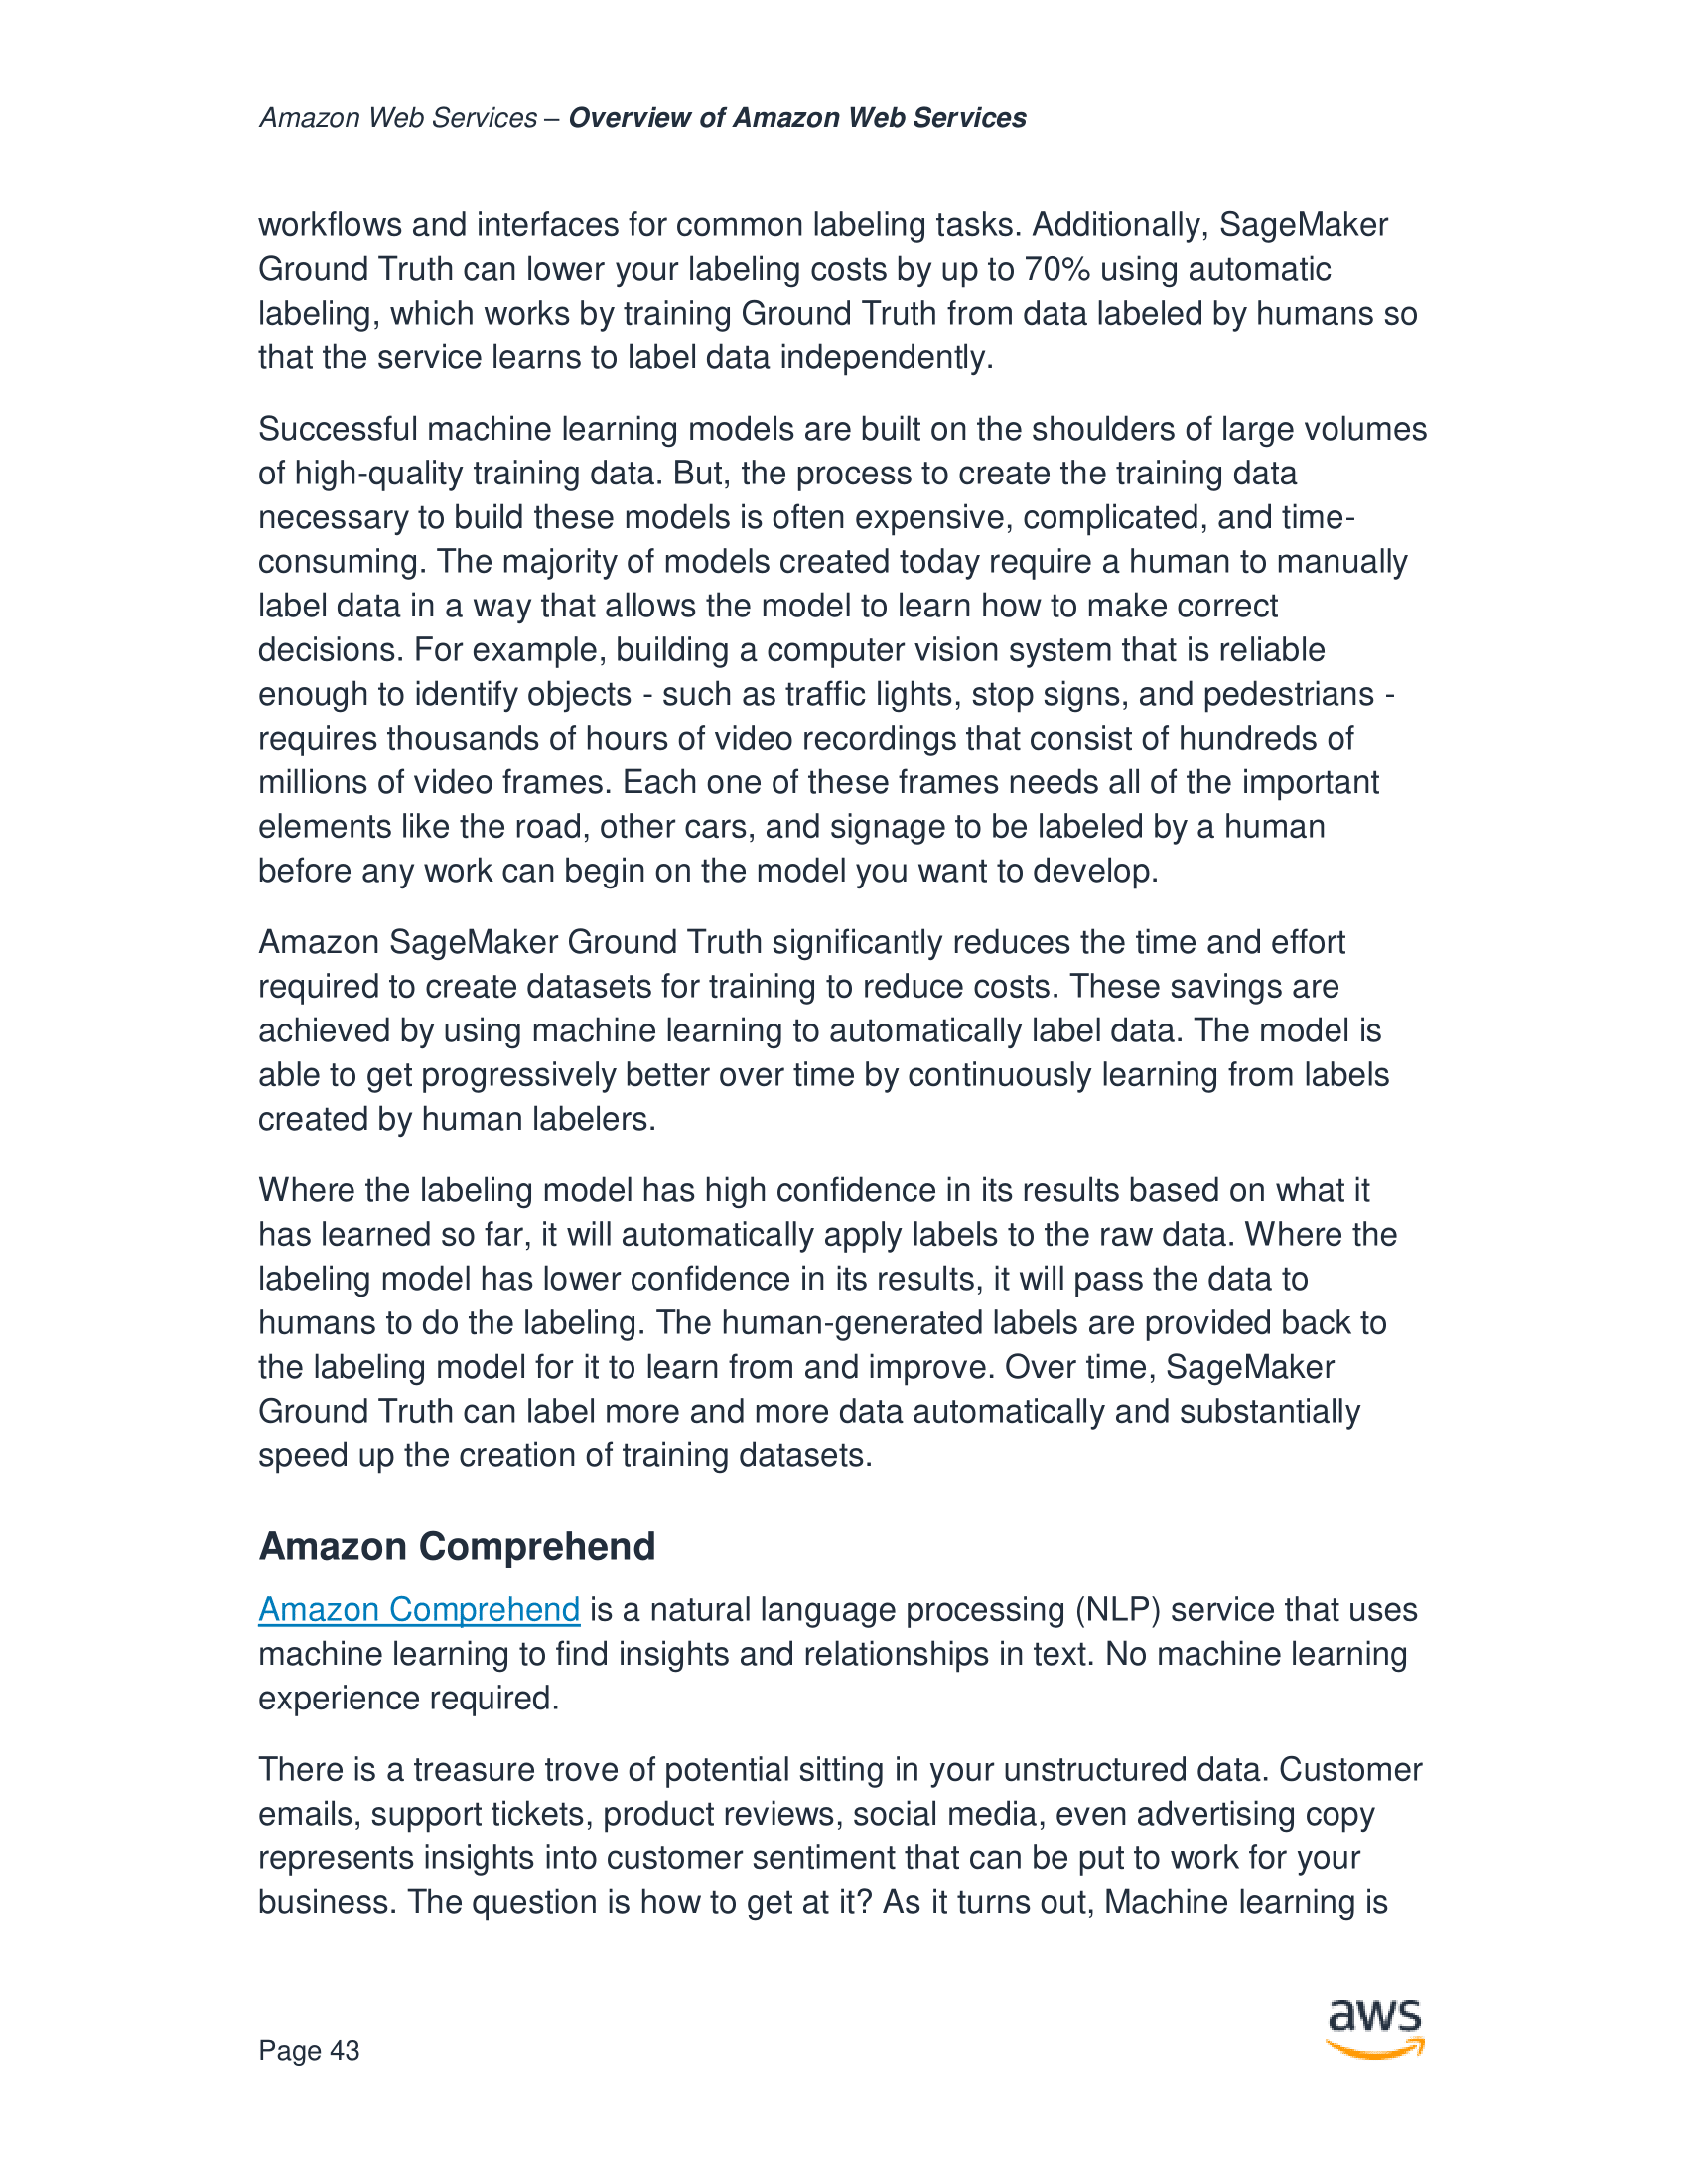 Amazon Web Services – Overview of Amazon Web Services
workflows and interfaces for common labeling tasks. Additionally, SageMaker
Ground Truth can lower your labeling costs by up to 70% using automatic
labeling, which works by training Ground Truth from data labeled by humans so
that the service learns to label data independently.
Successful machine learning models are built on the shoulders of large volumes
of high-quality training data. But, the process to create the training data
necessary to build these models is often expensive, complicated, and time-
consuming. The majority of models created today require a human to manually
label data in a way that allows the model to learn how to make correct
decisions. For example, building a computer vision system that is reliable
enough to identify objects - such as traffic lights, stop signs, and pedestrians -
requires thousands of hours of video recordings that consist of hundreds of
millions of video frames. Each one of these frames needs all of the important
elements like the road, other cars, and signage to be labeled by a human
before any work can begin on the model you want to develop.
Amazon SageMaker Ground Truth significantly reduces the time and effort
required to create datasets for training to reduce costs. These savings are
achieved by using machine learning to automatically label data. The model is
able to get progressively better over time by continuously learning from labels
created by human labelers.
Where the labeling model has high confidence in its results based on what it
has learned so far, it will automatically apply labels to the raw data. Where the
labeling model has lower confidence in its results, it will pass the data to
humans to do the labeling. The human-generated labels are provided back to
the labeling model for it to learn from and improve. Over time, SageMaker
Ground Truth can label more and more data automatically and substantially
speed up the creation of training datasets.
Amazon Comprehend
Amazon Comprehend is a natural language processing (NLP) service that uses
machine learning to find insights and relationships in text. No machine learning
experience required.
There is a treasure trove of potential sitting in your unstructured data. Customer
emails, support tickets, product reviews, social media, even advertising copy
represents insights into customer sentiment that can be put to work for your
business. The question is how to get at it? As it turns out, Machine learning is
aws
Page 43